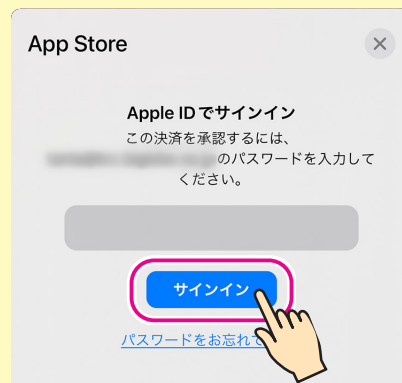 App Store
Apple IDでサインイン
この決済を承認するには、
のパスワードを入力して
ください。
サインイン
パスワードをお忘れ